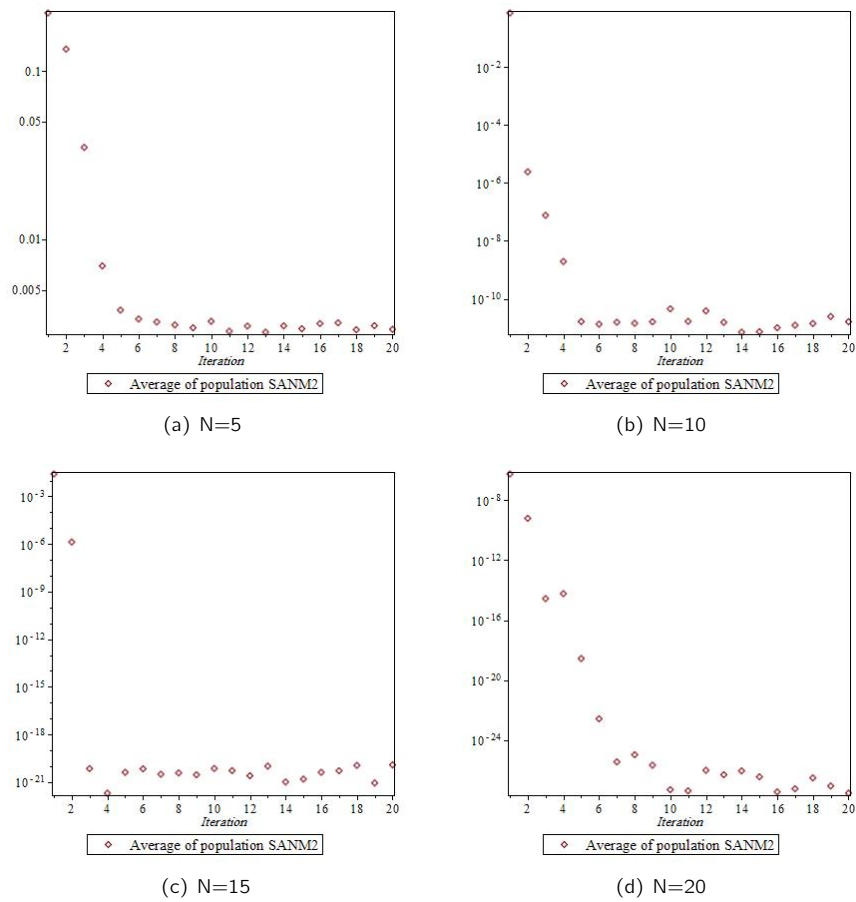 0.1
0.05
0.01
0.005
2 4 6 8 10 12 14 16 18 20
Iteration
Average of population SANM2
(a) N=5
10^-2
10^-4
10^-6
10^-8
10^-10
2 4 6 8 10 12 14 16 18 20
Iteration
Average of population SANM2
(b) N=10
10^-3
10^-6
10^-9
10^-12
10^-15
10^-18
10^-21
2 4 6 8 10 12 14 16 18 20
Iteration
Average of population SANM2
(c) N=15
10^-8
10^-12
10^-16
10^-20
10^-24
2 4 6 8 10 12 14 16 18 20
Iteration
Average of population SANM2
(d) N=20